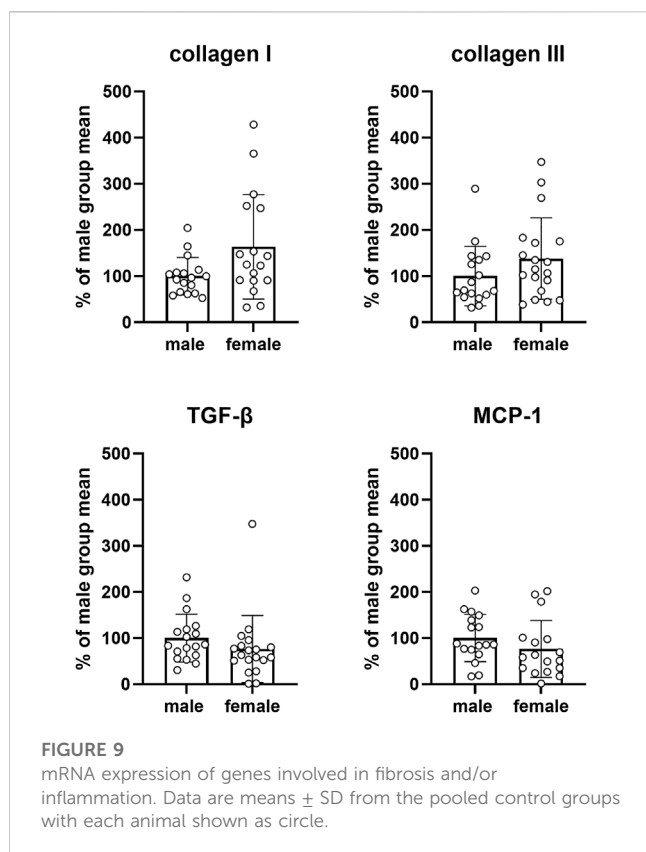 collagen I
% of male group mean
500
400
300
200
100
0
male female
collagen III
% of male group mean
500
400
300
200
100
0
male female
TGF-β
% of male group mean
500
400
300
200
100
0
male female
MCP-1
% of male group mean
500
400
300
200
100
0
male female
FIGURE 9
mRNA expression of genes involved in fibrosis and/or
inflammation. Data are means ± SD from the pooled control groups
with each animal shown as circle.